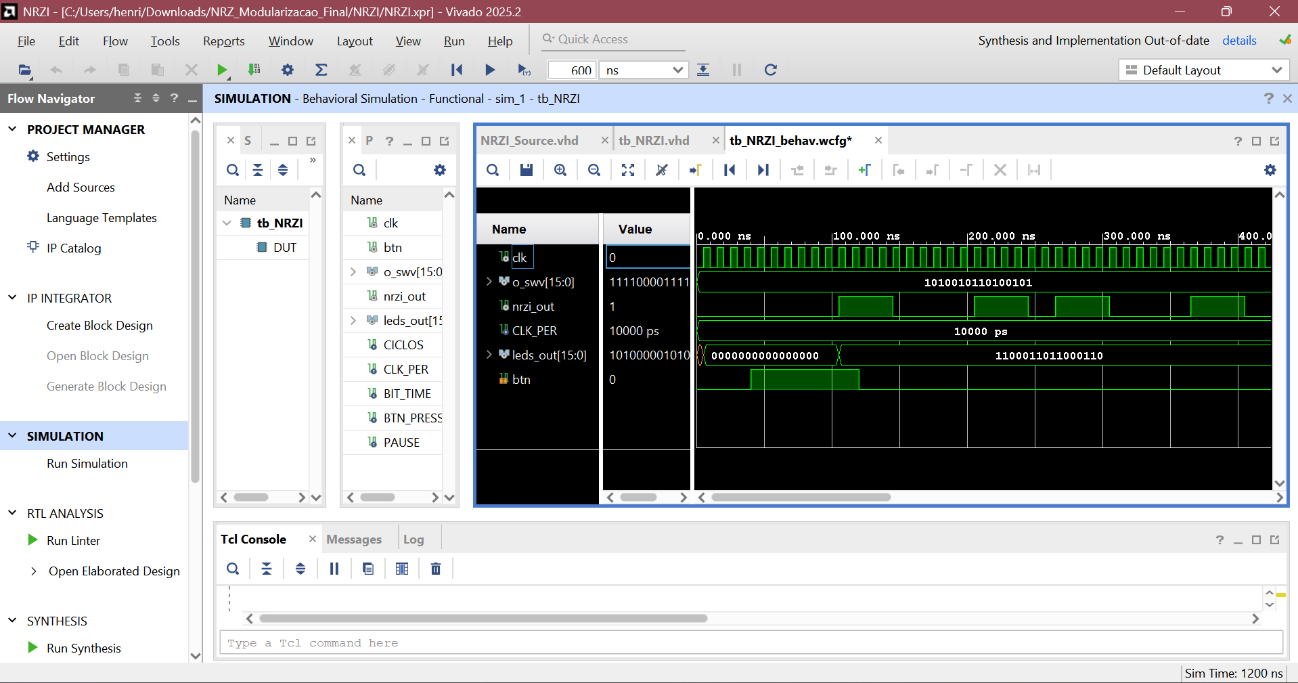 NRZI - [C:/Users/henri/Downloads/NRZ_Modularizacao_Final/NRZI/NRZI.xpr] - Vivado 2025.2
File Edit Flow Tools Reports Window Layout View Run Help Quick Access
Synthesis and Implementation Out-of-date details
600 ns Default Layout
Flow Navigator
SIMULATION - Behavioral Simulation - Functional - sim_1 - tb_NRZI
PROJECT MANAGER
Settings
Add Sources
Language Templates
IP Catalog
IP INTEGRATOR
Create Block Design
Open Block Design
Generate Block Design
SIMULATION
Run Simulation
RTL ANALYSIS
Run Linter
Open Elaborated Design
SYNTHESIS
Run Synthesis
S
Name
tb_NRZI
DUT
P
Name
clk
btn
o_swv[15:0
nrzi_out
leds_out[15
CICLOS
CLK_PER
BIT_TIME
BTN_PRESS
PAUSE
NRZI_Source.vhd tb_NRZI.vhd tb_NRZI_behav.wcfg*
Name Value
clk 0
o_swv[15:0] 111100001111
nrzi_out 1
CLK_PER 10000 ps
leds_out[15:0] 101000001010
btn 0
0.000 ns 100.000 ns 200.000 ns 300.000 ns 400.0
1010010110100101
10000 ps
0000000000000000 1100011011000110
Tcl Console Messages Log
Type a Tcl command here
Sim Time: 1200 ns